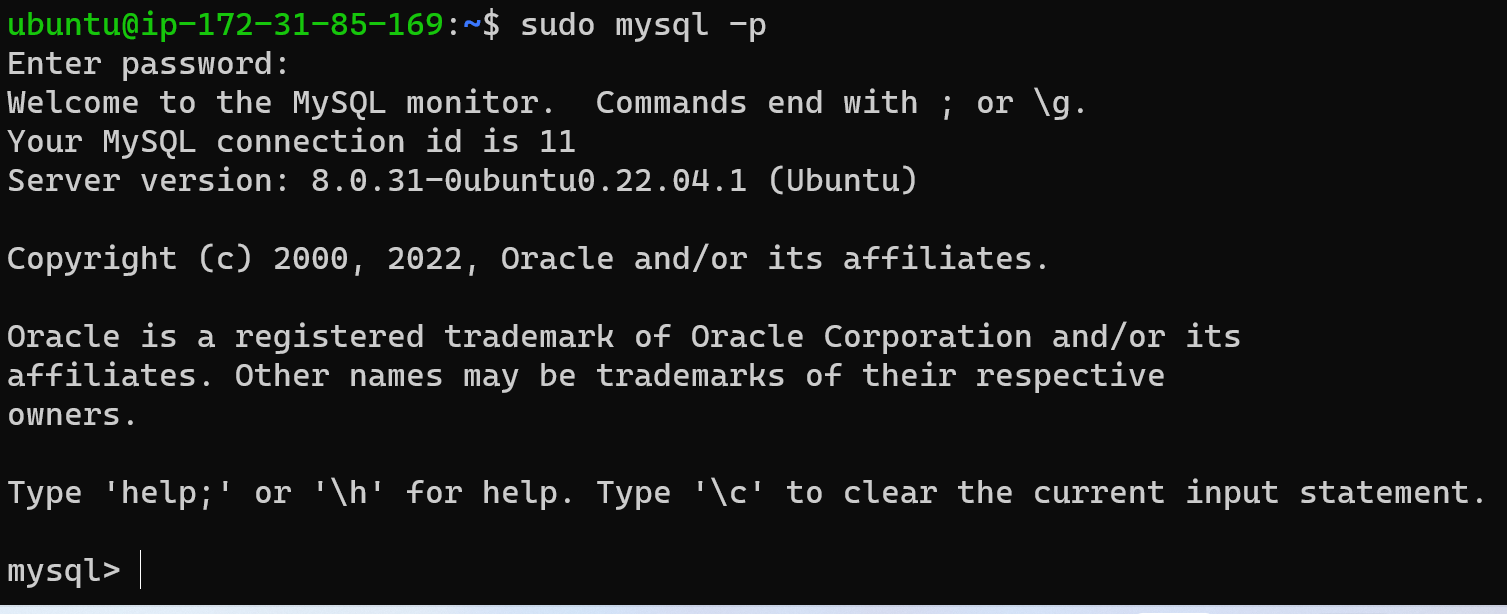 ubuntu@ip-172-31-85-169:~$ sudo mysql -p
Enter password:
Welcome to the MySQL monitor.  Commands end with ; or \g.
Your MySQL connection id is 11
Server version: 8.0.31-0ubuntu0.22.04.1 (Ubuntu)
Copyright (c) 2000, 2022, Oracle and/or its affiliates.
Oracle is a registered trademark of Oracle Corporation and/or its
affiliates. Other names may be trademarks of their respective
owners.
Type 'help;' or '\h' for help. Type '\c' to clear the current input statement.
mysql>